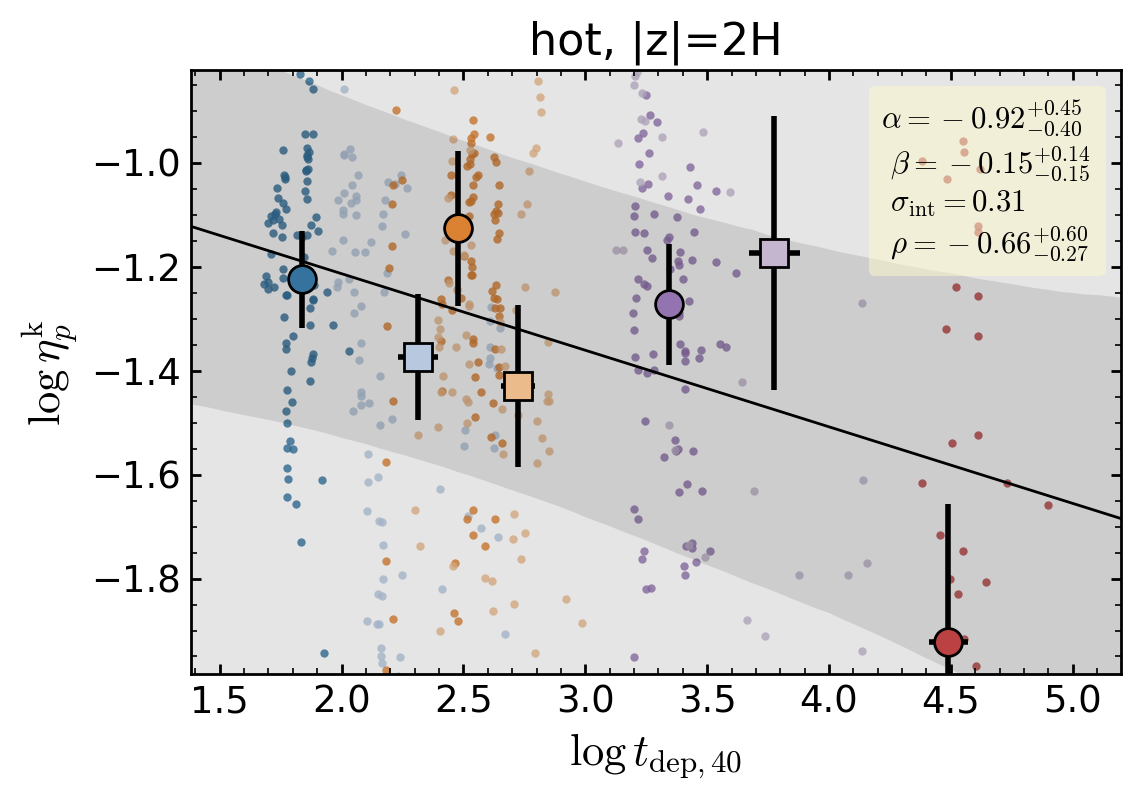 hot, |z|=2H
log η_p^k
−1.0
−1.2
−1.4
−1.6
−1.8
α = −0.92^{+0.45}_{−0.40}
β = −0.15^{+0.14}_{−0.15}
σ_int = 0.31
ρ = −0.66^{+0.60}_{−0.27}
1.5 2.0 2.5 3.0 3.5 4.0 4.5 5.0
log t_{dep, 40}